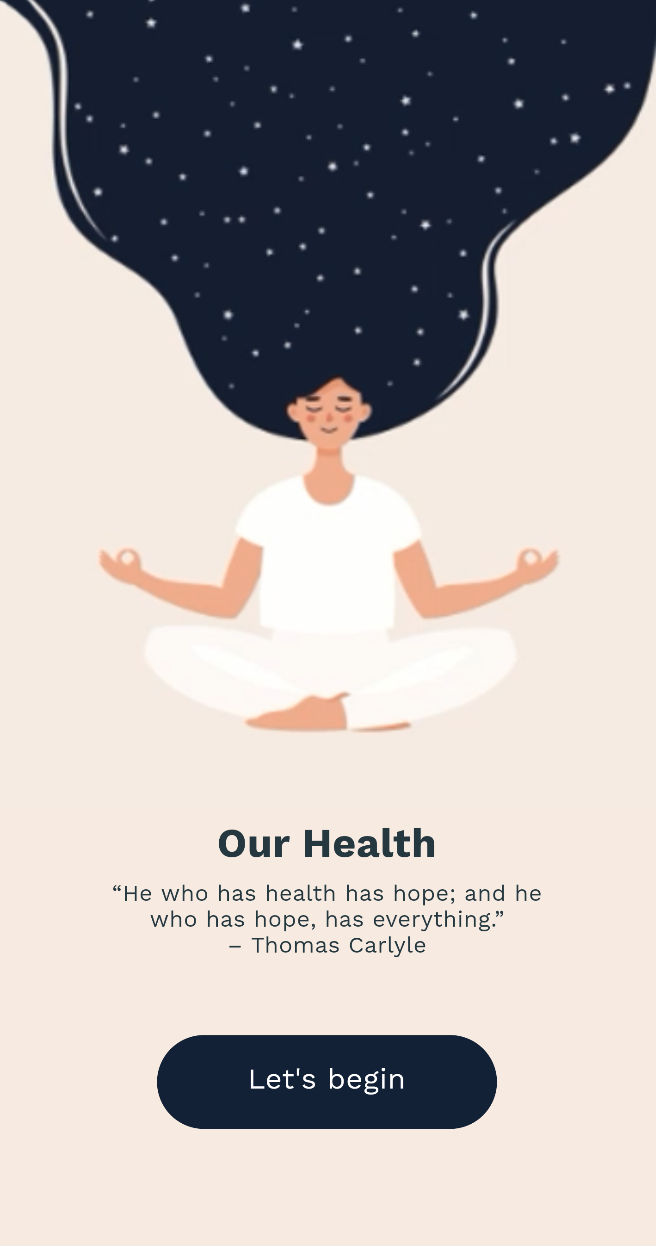 Our Health
“He who has health has hope; and he
who has hope, has everything.”
– Thomas Carlyle
Let's begin